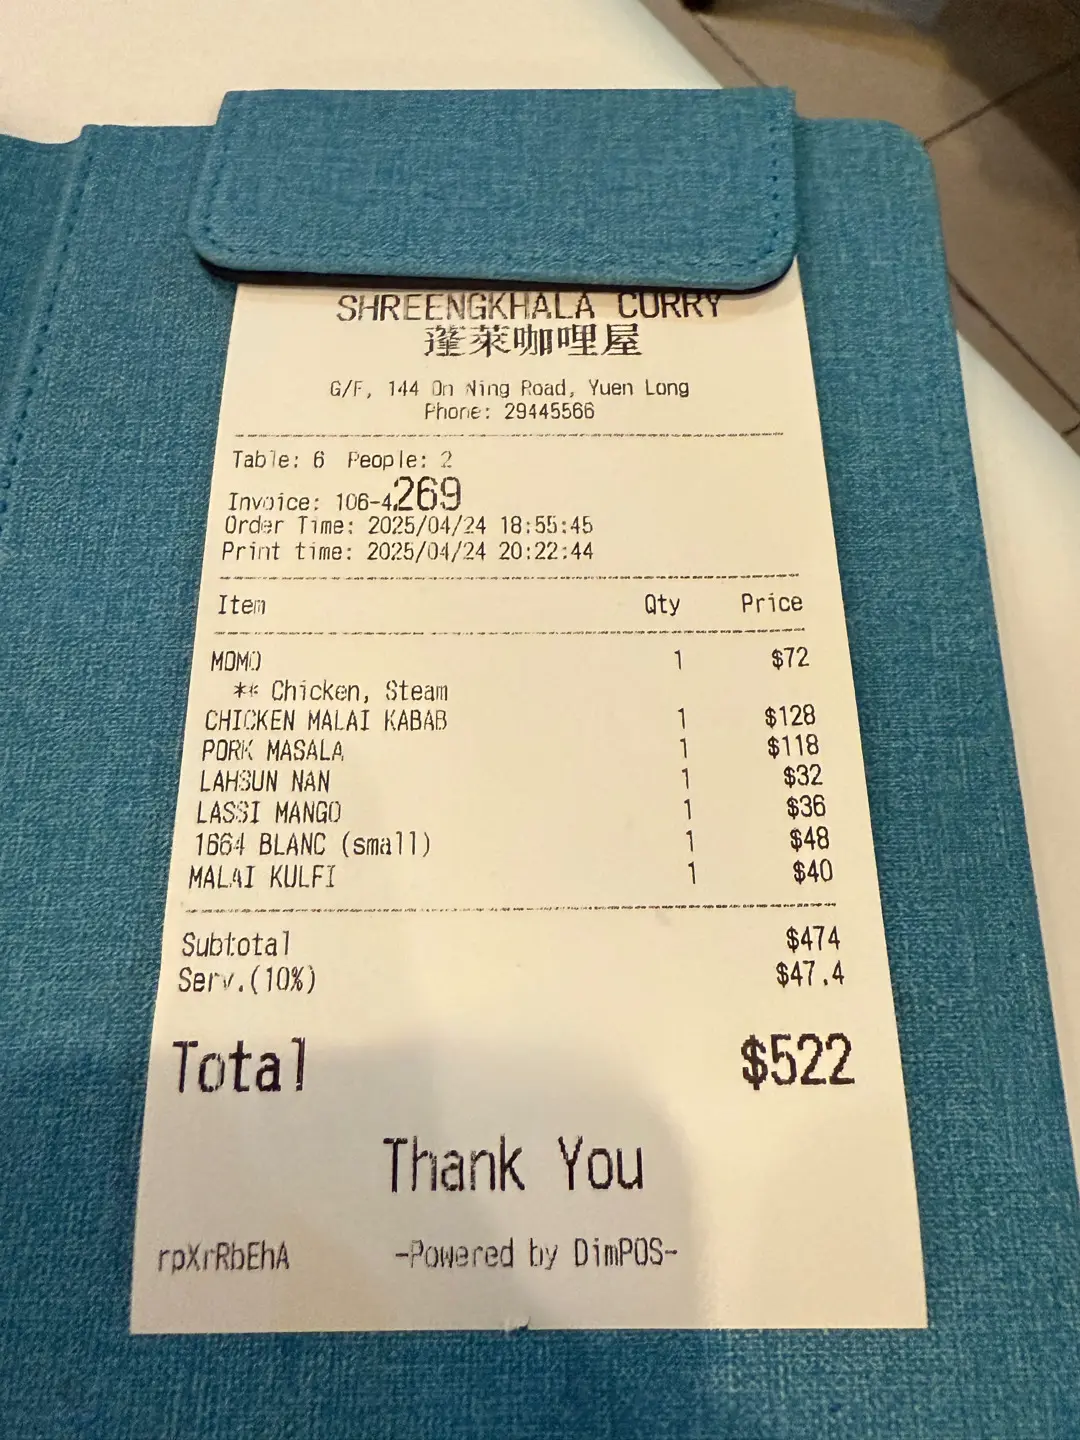 SHREENGKHALA CURRY
蓬萊咖哩屋
G/F, 144 On Ning Road, Yuen Long
Phone: 29445566
Table: 6 People: 2
Invoice: 106-4269
Order Time: 2025/04/24 18:55:45
Print time: 2025/04/24 20:22:44
Item Qty Price
MOMO 1 $72
** Chicken, Steam
CHICKEN MALAI KABAB 1 $128
PORK MASALA 1 $118
LAHSUN NAN 1 $32
LASSI MANGO 1 $36
1664 BLANC (small) 1 $48
MALAI KULFI 1 $40
Subtotal $474
Serv.(10%) $47.4
Total $522
Thank You
rpXrRbEhA -Powered by DimPOS-